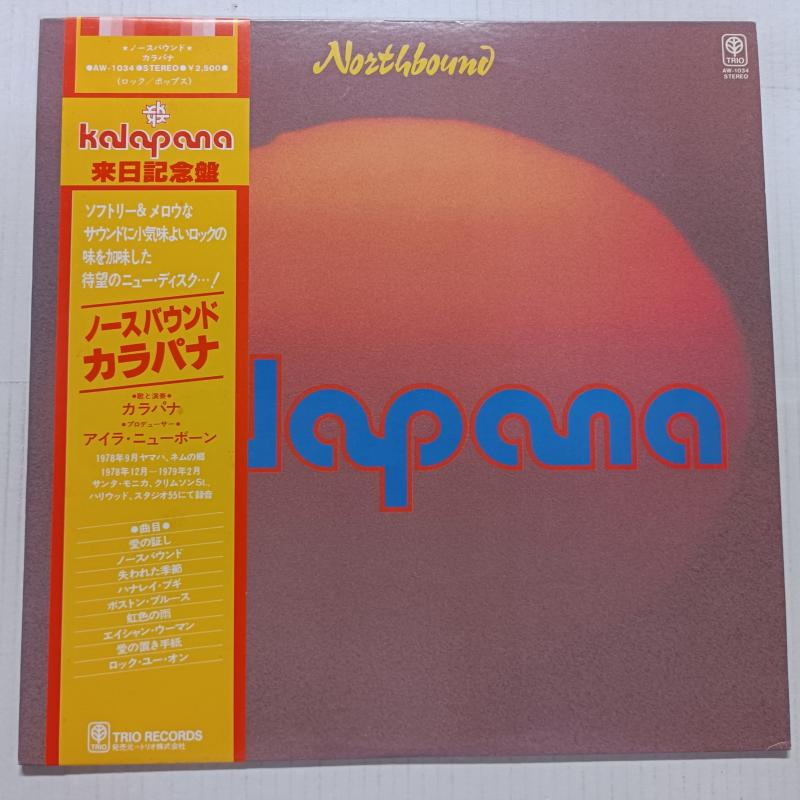 ★ノースバウンド★
カラパナ
●AW-1034●STEREO●￥2,500●
(ロック／ポップス)
kalapana
来日記念盤
ソフトリー&メロウな
サウンドに小気味よいロックの
味を加味した
待望のニュー・ディスク…!
ノースバウンド
カラパナ
●歌と演奏●
カラパナ
●プロデューサー●
アイラ・ニューボーン
1978年9月ヤマハ、ネムの郷
1978年12月―1979年2月
サンタ・モニカ、クリムソンSt.,
ハリウッド、スタジオ55にて録音
●曲目●
愛の証し
ノースバウンド
失われた季節
ハナレイ・ブギ
ボストン・ブルース
虹色の雨
エイシャン・ウーマン
愛の置き手紙
ロック・ユー・オン
TRIO
TRIO RECORDS
発売元＝トリオ株式会社
Northbound
TRIO
AW-1034
STEREO
lapana